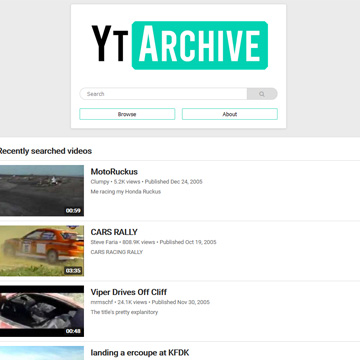 YT ARCHIVE
Search
Browse
About
Recently searched videos
MotoRuckus
Clumpy • 5.2K views • Published Dec 24, 2005
Me racing my Honda Ruckus
00:59
CARS RALLY
Steve Faria • 808.9K views • Published Oct 19, 2005
CARS RACING RALLY
03:35
Viper Drives Off Cliff
mrmschf • 24.1K views • Published Nov 30, 2005
The title's pretty explanitory
00:48
landing a ercoupe at KFDK